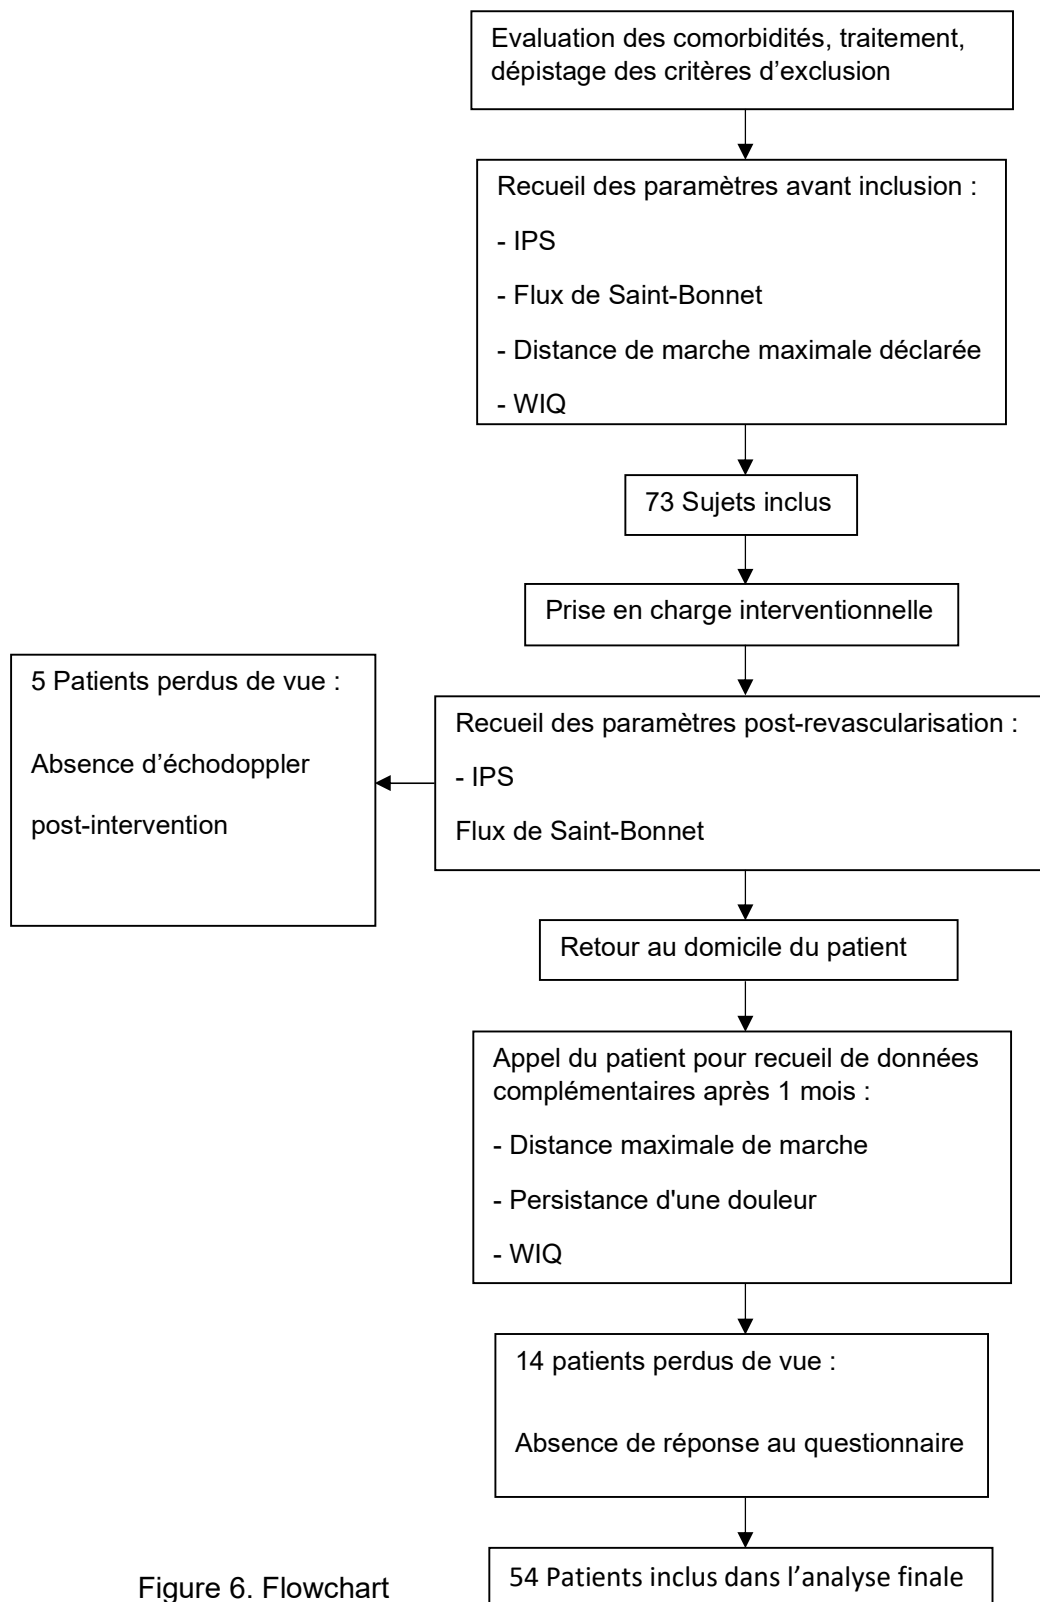 Evaluation des comorbidités, traitement,
dépistage des critères d’exclusion
Recueil des paramètres avant inclusion :
- IPS
- Flux de Saint-Bonnet
- Distance de marche maximale déclarée
- WIQ
73 Sujets inclus
Prise en charge interventionnelle
5 Patients perdus de vue :
Absence d’échodoppler
post-intervention
Recueil des paramètres post-revascularisation :
- IPS
Flux de Saint-Bonnet
Retour au domicile du patient
Appel du patient pour recueil de données
complémentaires après 1 mois :
- Distance maximale de marche
- Persistance d'une douleur
- WIQ
14 patients perdus de vue :
Absence de réponse au questionnaire
54 Patients inclus dans l’analyse finale
Figure 6. Flowchart